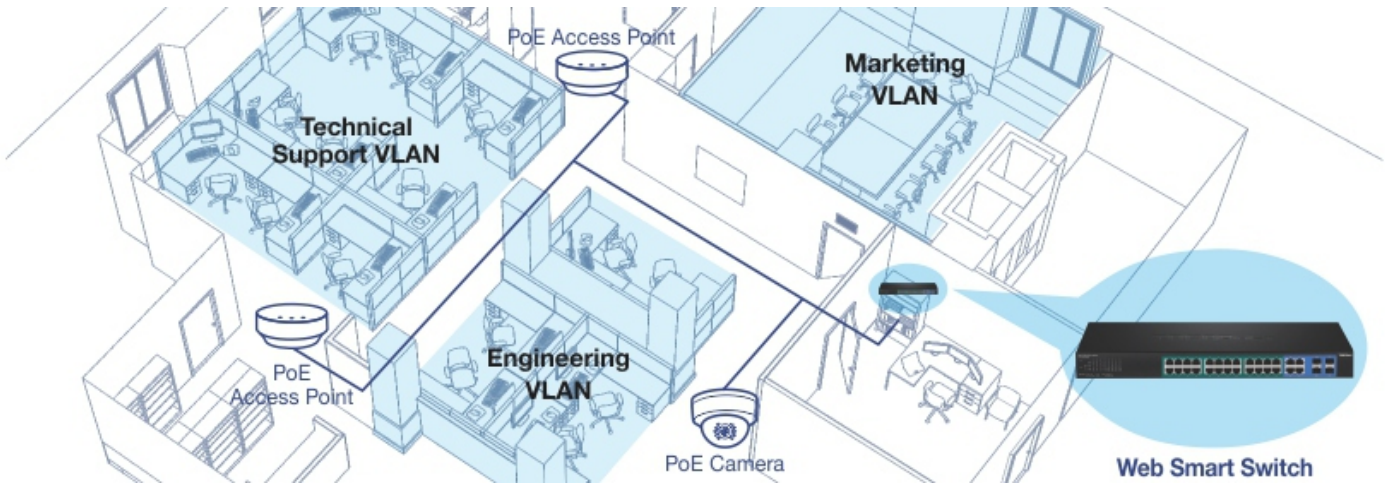 PoE Access Point
Marketing
VLAN
Technical
Support VLAN
Engineering
VLAN
PoE
Access Point
PoE Camera
Web Smart Switch